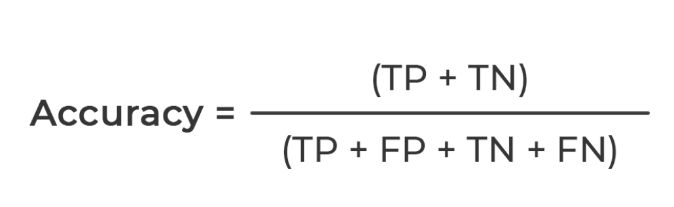 (TP + TN)
Accuracy =
(TP + FP + TN + FN)